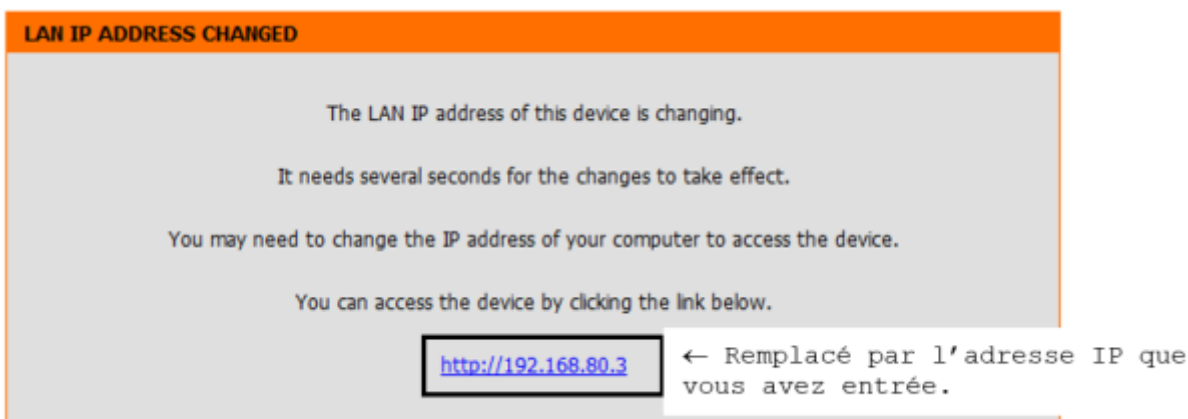 LAN IP ADDRESS CHANGED
The LAN IP address of this device is changing.
It needs several seconds for the changes to take effect.
You may need to change the IP address of your computer to access the device.
You can access the device by clicking the link below.
http://192.168.80.3
← Remplacé par l'adresse IP que
vous avez entrée.